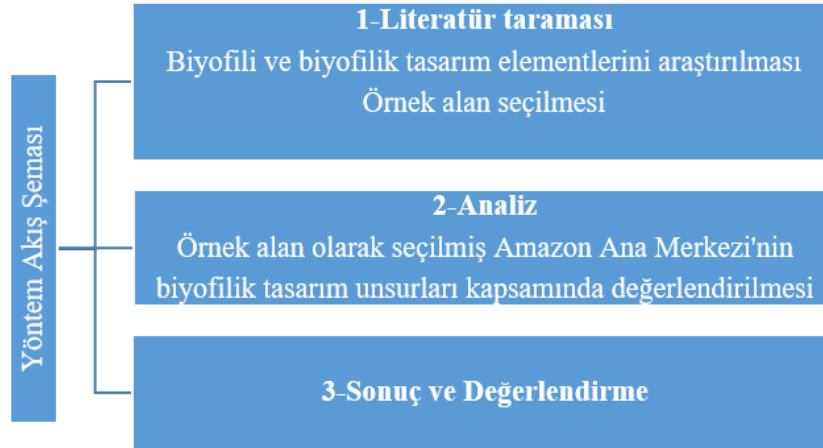 Yöntem Akış Şeması
1-Literatür taraması
Biyofili ve biyofilik tasarım elementlerini araştırılması
Örnek alan seçilmesi
2-Analiz
Örnek alan olarak seçilmiş Amazon Ana Merkezi'nin
biyofilik tasarım unsurları kapsamında değerlendirilmesi
3-Sonuç ve Değerlendirme